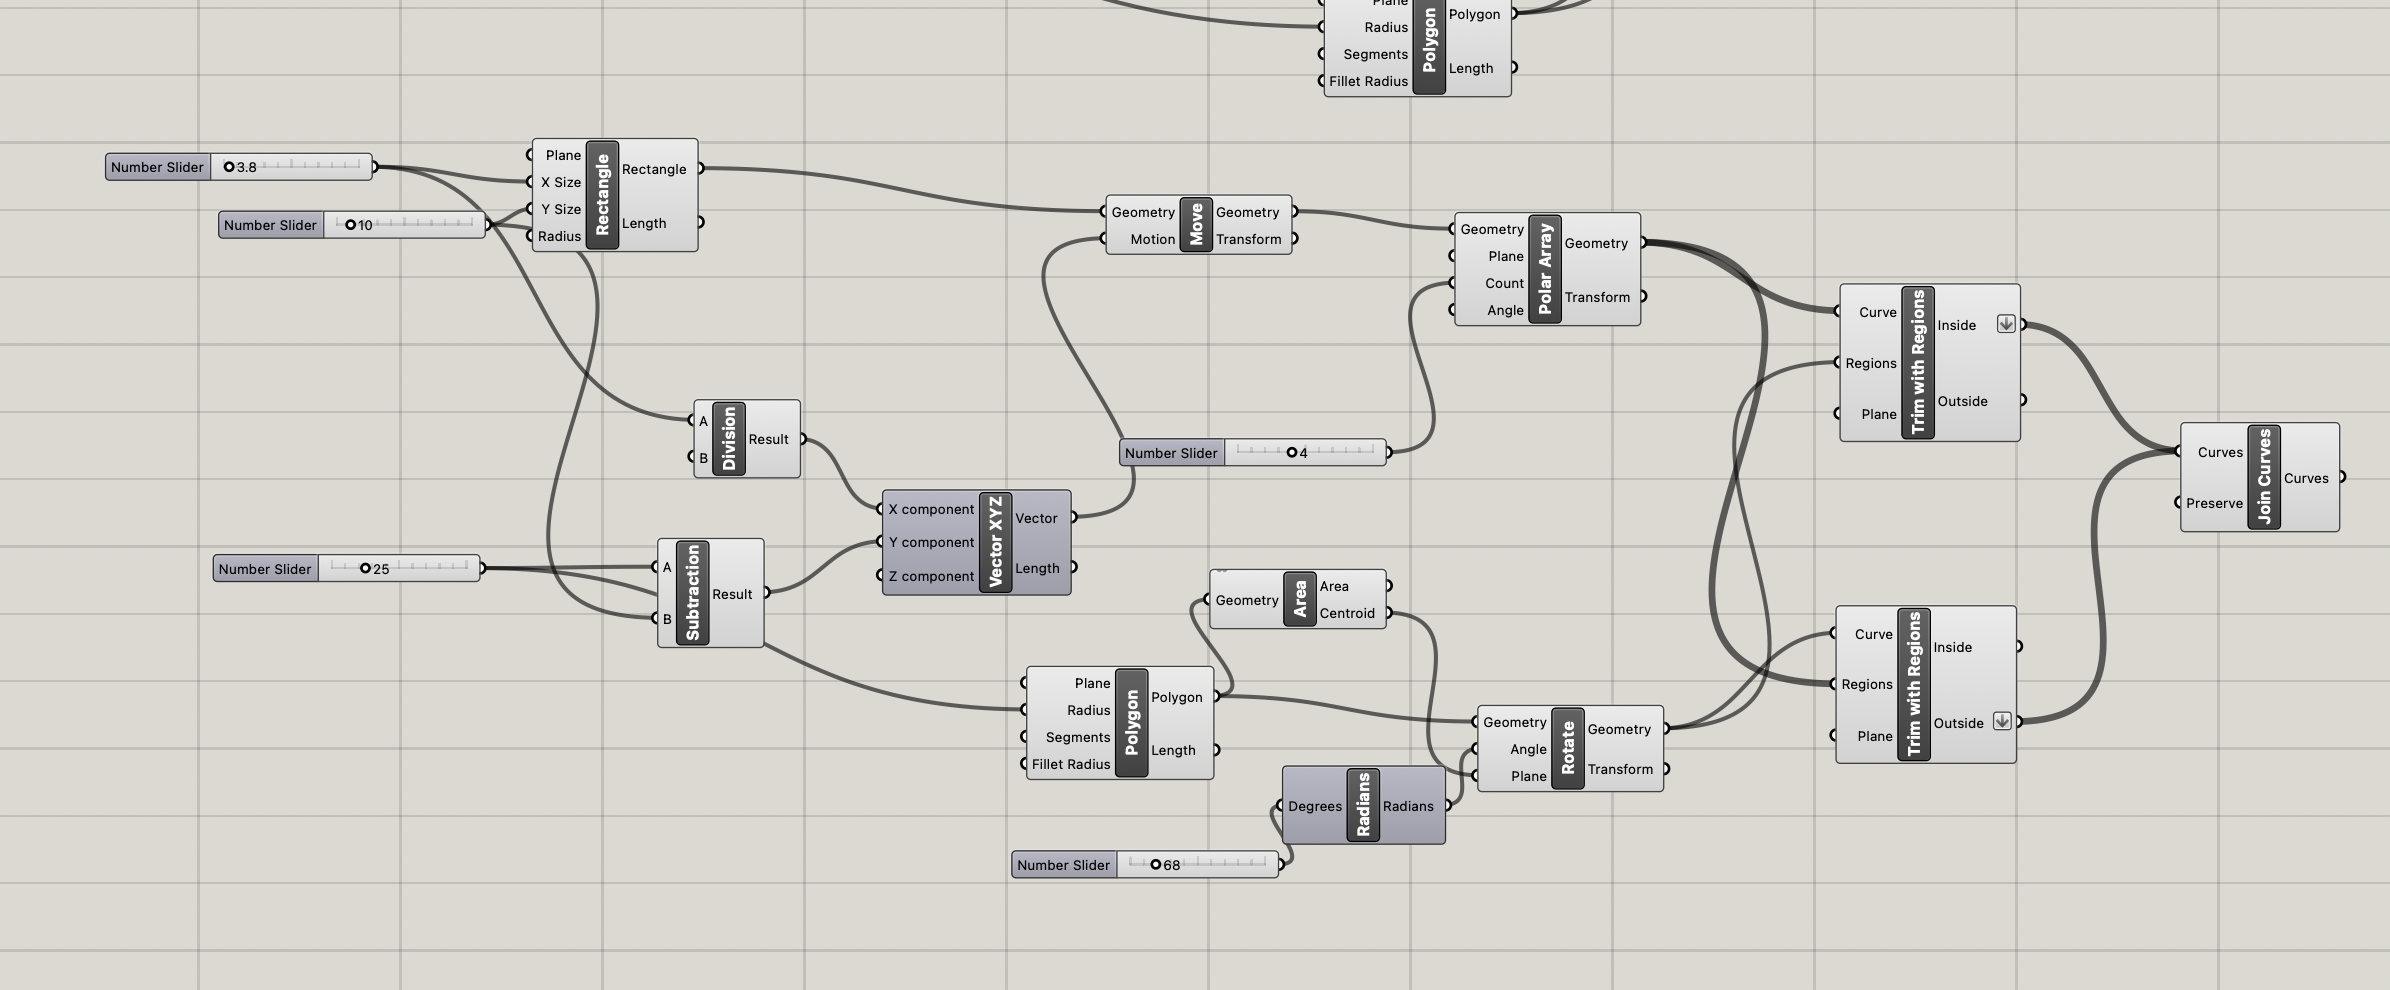 Plane
Radius
Segments
Fillet Radius
Polygon
Polygon
Length
Number Slider 3.8
Number Slider 10
Plane
X Size
Y Size
Radius
Rectangle
Rectangle
Length
Geometry
Motion
Move
Geometry
Transform
Geometry
Plane
Count
Angle
Polar Array
Geometry
Transform
Curve
Regions
Plane
Trim with Regions
Inside
Outside
A
B
Division
Result
Number Slider 4
Curves
Preserve
Join Curves
Curves
X component
Y component
Z component
Vector XYZ
Vector
Length
Number Slider 25
A
B
Subtraction
Result
Geometry
Area
Area
Centroid
Curve
Regions
Plane
Trim with Regions
Inside
Outside
Plane
Radius
Segments
Fillet Radius
Polygon
Polygon
Length
Geometry
Angle
Plane
Rotate
Geometry
Transform
Degrees
Radians
Radians
Number Slider 68